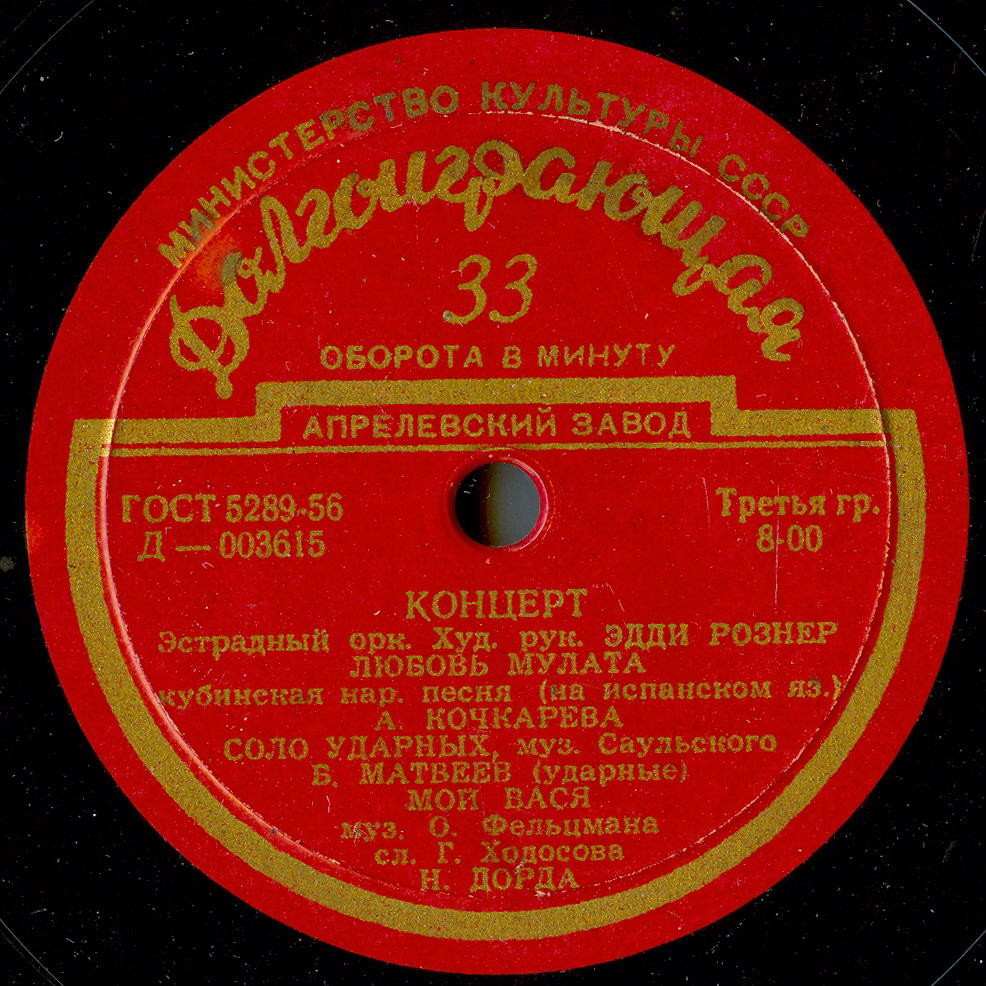 МИНИСТЕРСТВО КУЛЬТУРЫ СССР
Долгоиграющая
33
ОБОРОТА В МИНУТУ
АПРЕЛЕВСКИЙ ЗАВОД
ГОСТ 5289-56
Третья гр.
Д — 003615
8-00
КОНЦЕРТ
Эстрадный орк. Худ. рук. ЭДДИ РОЗНЕР
ЛЮБОВЬ МУЛАТА
кубинская нар. песня (на испанском яз.)
А. КОЧКАРЕВА
СОЛО УДАРНЫХ, муз. Саульского
Б. МАТВЕЕВ (ударные)
МОЙ ВАСЯ
муз. О. Фельцмана
сл. Г. Ходосова
Н. ДОРДА